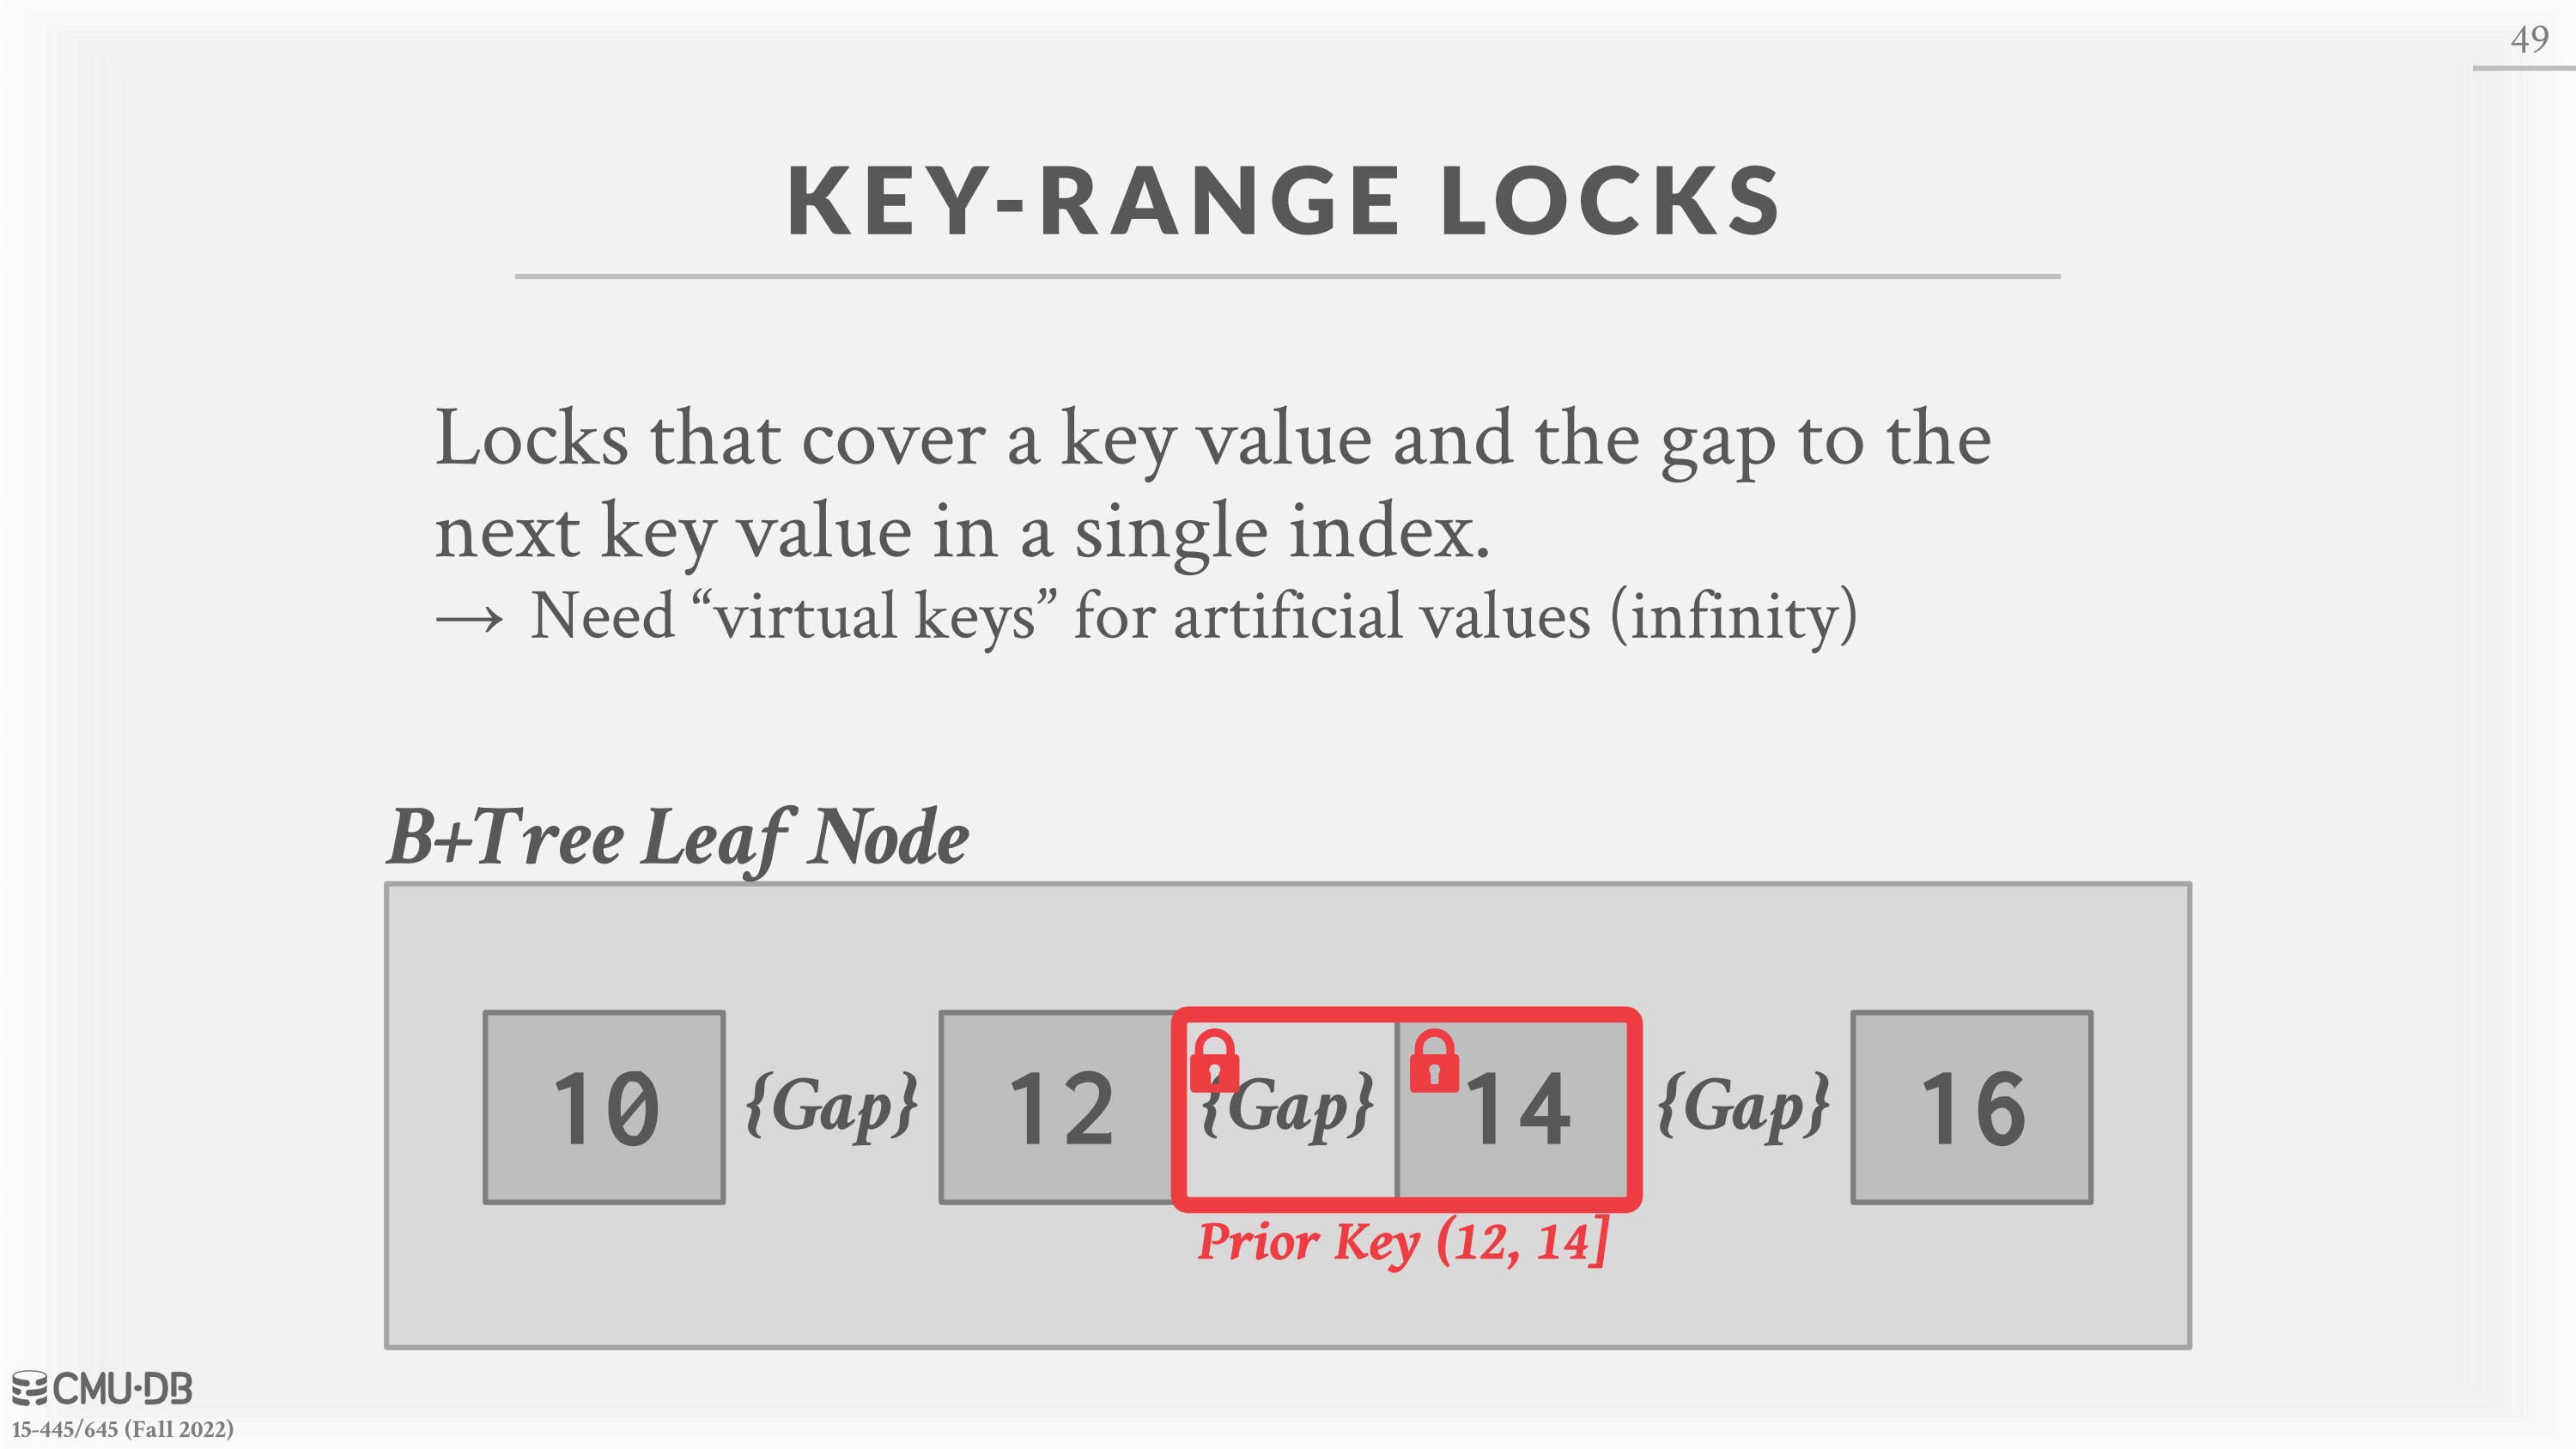 49
KEY-RANGE LOCKS
Locks that cover a key value and the gap to the
next key value in a single index.
→ Need “virtual keys” for artificial values (infinity)
B+Tree Leaf Node
10 {Gap} 12 {Gap} 14 {Gap} 16
Prior Key (12, 14]
CMU·DB
15-445/645 (Fall 2022)